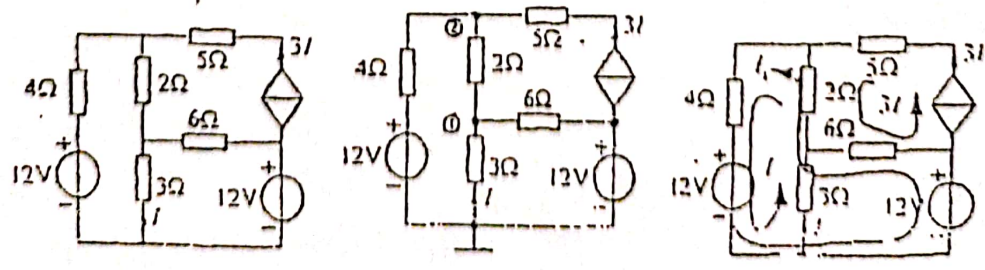 4Ω 2Ω 5Ω 3I
6Ω
+ 12V - 3Ω I 12V + -
② 5Ω 3I
4Ω 2Ω
① 6Ω
+ 12V - 3Ω I 12V + -
I₁ 5Ω 3I
4Ω 2Ω 3I
6Ω
+ 12V - I 3Ω I 12V + -